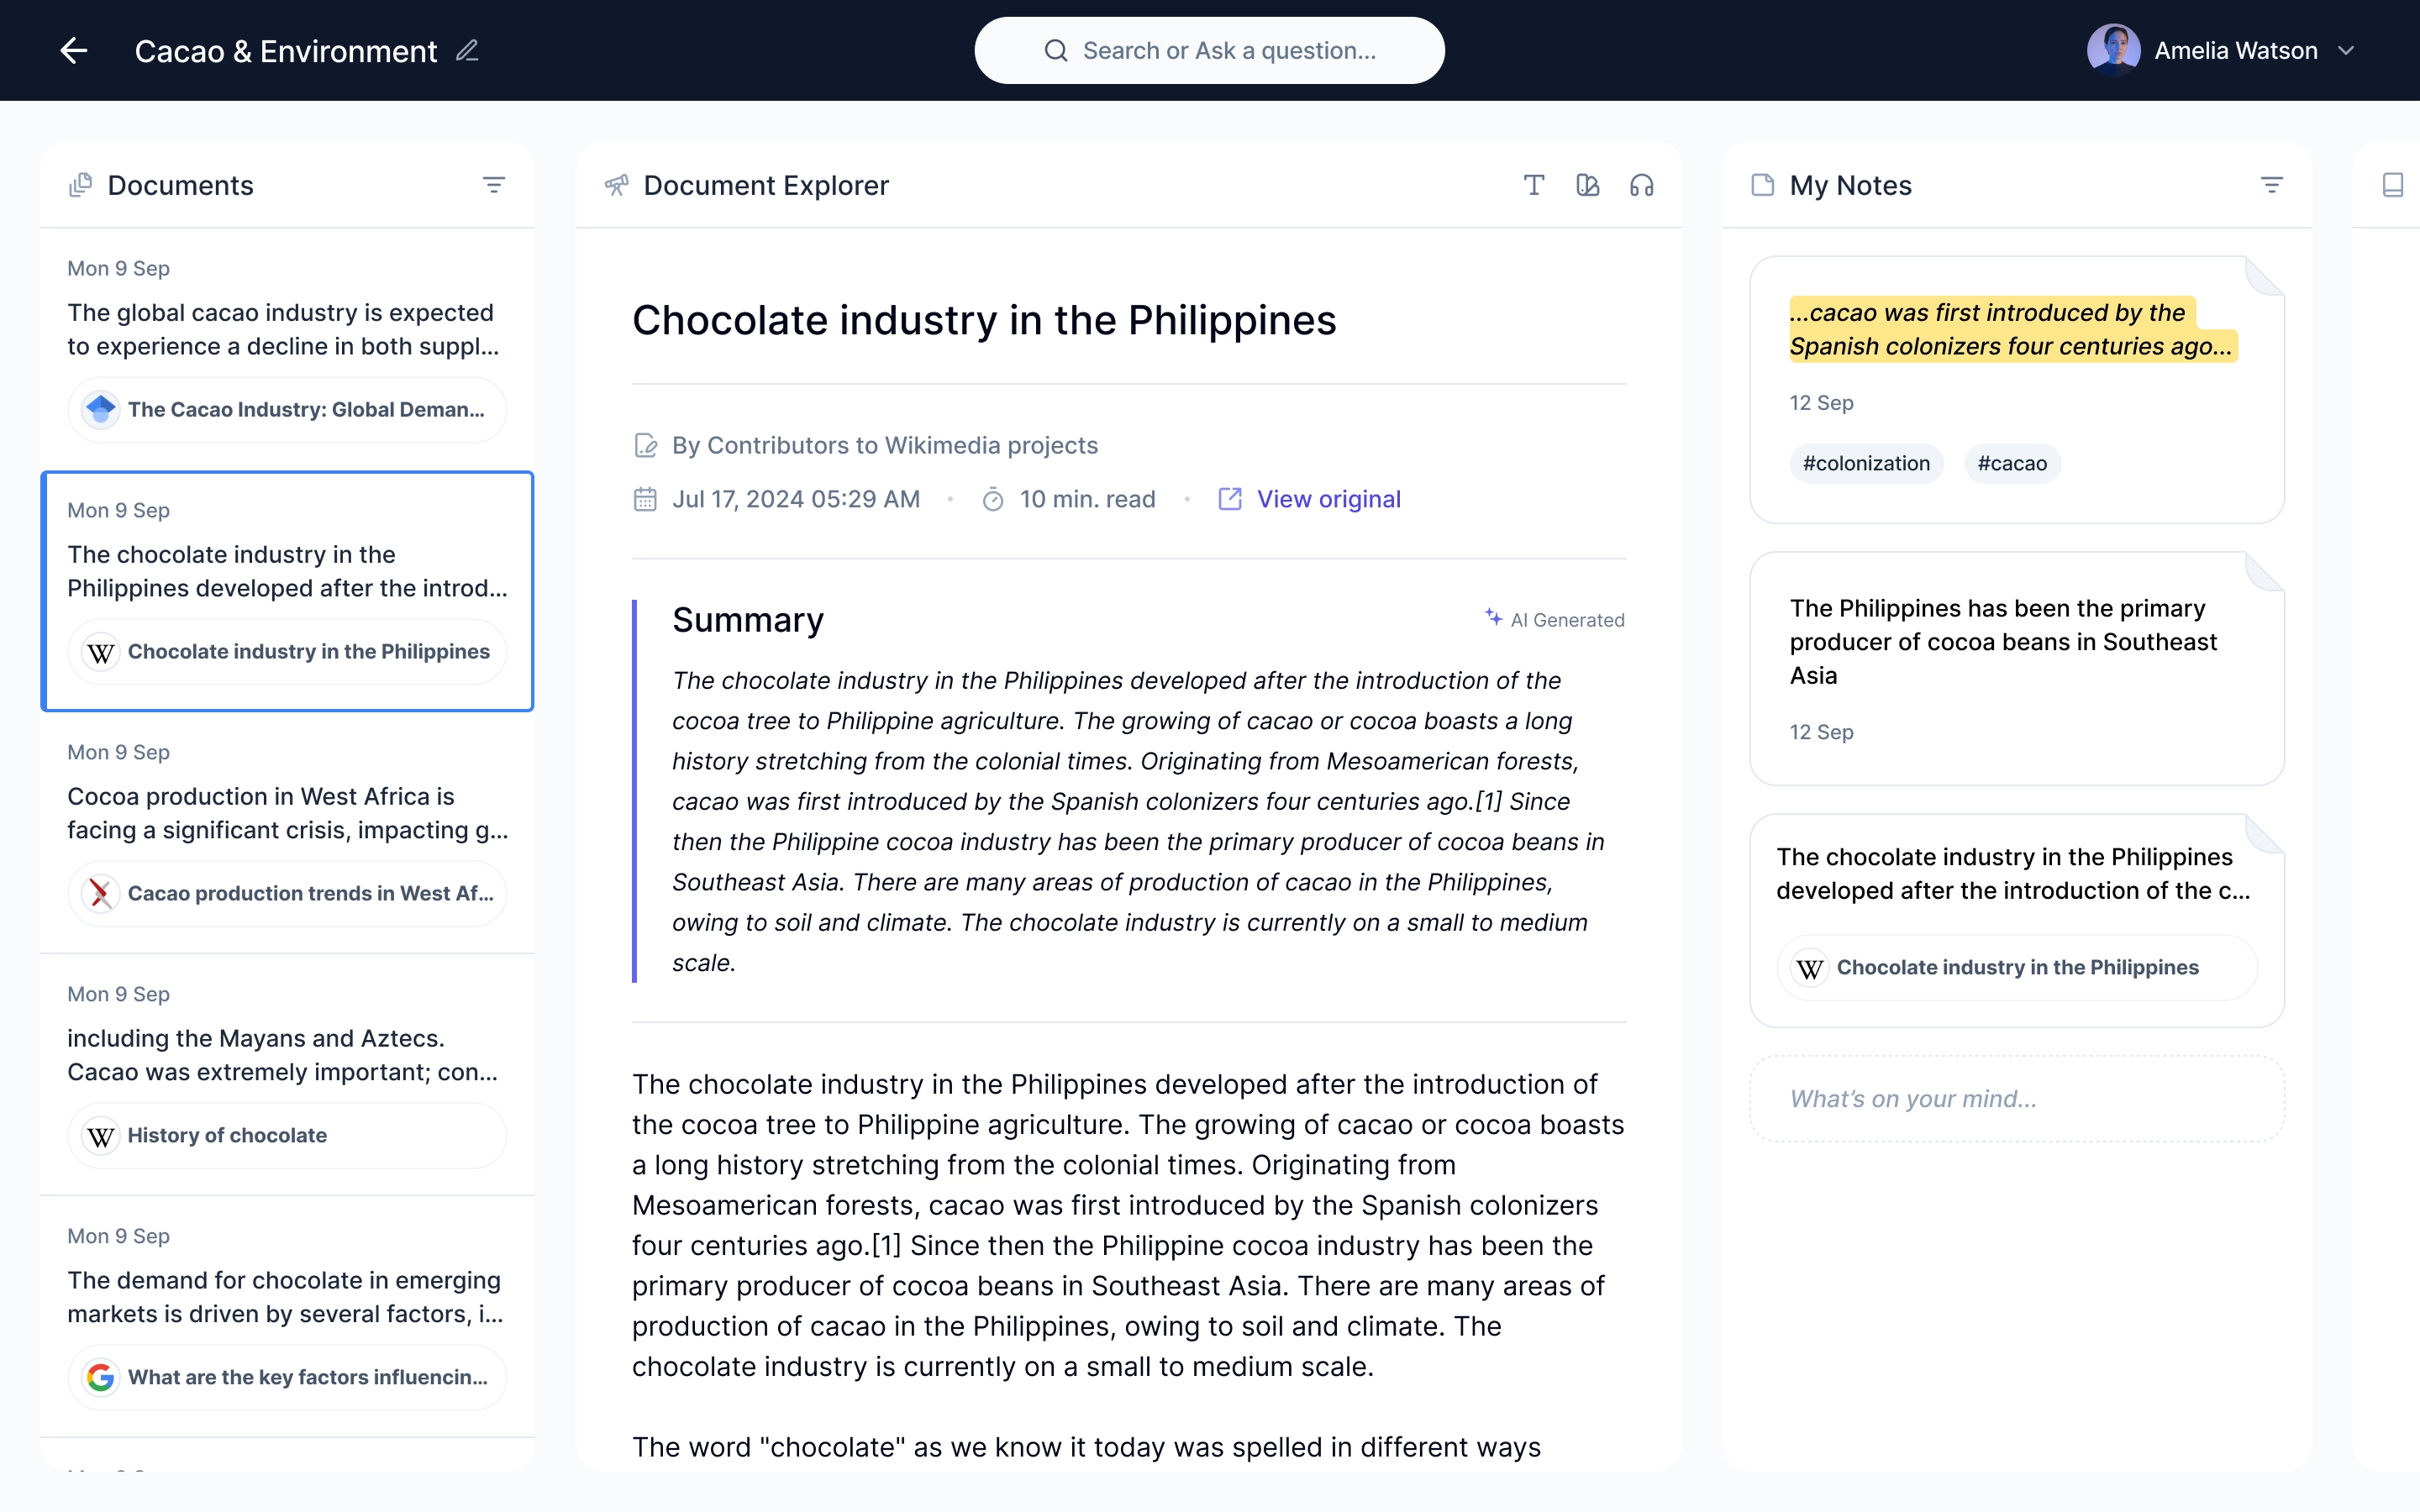 Cacao & Environment
Search or Ask a question...
Amelia Watson
Documents
Mon 9 Sep
The global cacao industry is expected
to experience a decline in both suppl...
The Cacao Industry: Global Deman...
Mon 9 Sep
The chocolate industry in the
Philippines developed after the introd...
W Chocolate industry in the Philippines
Mon 9 Sep
Cocoa production in West Africa is
facing a significant crisis, impacting g...
Cacao production trends in West Af...
Mon 9 Sep
including the Mayans and Aztecs.
Cacao was extremely important; con...
W History of chocolate
Mon 9 Sep
The demand for chocolate in emerging
markets is driven by several factors, i...
G What are the key factors influencin...
Document Explorer
Chocolate industry in the Philippines
By Contributors to Wikimedia projects
Jul 17, 2024 05:29 AM • 10 min. read • View original
Summary
AI Generated
The chocolate industry in the Philippines developed after the introduction of the
cocoa tree to Philippine agriculture. The growing of cacao or cocoa boasts a long
history stretching from the colonial times. Originating from Mesoamerican forests,
cacao was first introduced by the Spanish colonizers four centuries ago.[1] Since
then the Philippine cocoa industry has been the primary producer of cocoa beans in
Southeast Asia. There are many areas of production of cacao in the Philippines,
owing to soil and climate. The chocolate industry is currently on a small to medium
scale.
The chocolate industry in the Philippines developed after the introduction of
the cocoa tree to Philippine agriculture. The growing of cacao or cocoa boasts
a long history stretching from the colonial times. Originating from
Mesoamerican forests, cacao was first introduced by the Spanish colonizers
four centuries ago.[1] Since then the Philippine cocoa industry has been the
primary producer of cocoa beans in Southeast Asia. There are many areas of
production of cacao in the Philippines, owing to soil and climate. The
chocolate industry is currently on a small to medium scale.
The word "chocolate" as we know it today was spelled in different ways
My Notes
...cacao was first introduced by the
Spanish colonizers four centuries ago...
12 Sep
#colonization #cacao
The Philippines has been the primary
producer of cocoa beans in Southeast
Asia
12 Sep
The chocolate industry in the Philippines
developed after the introduction of the c...
W Chocolate industry in the Philippines
What's on your mind...